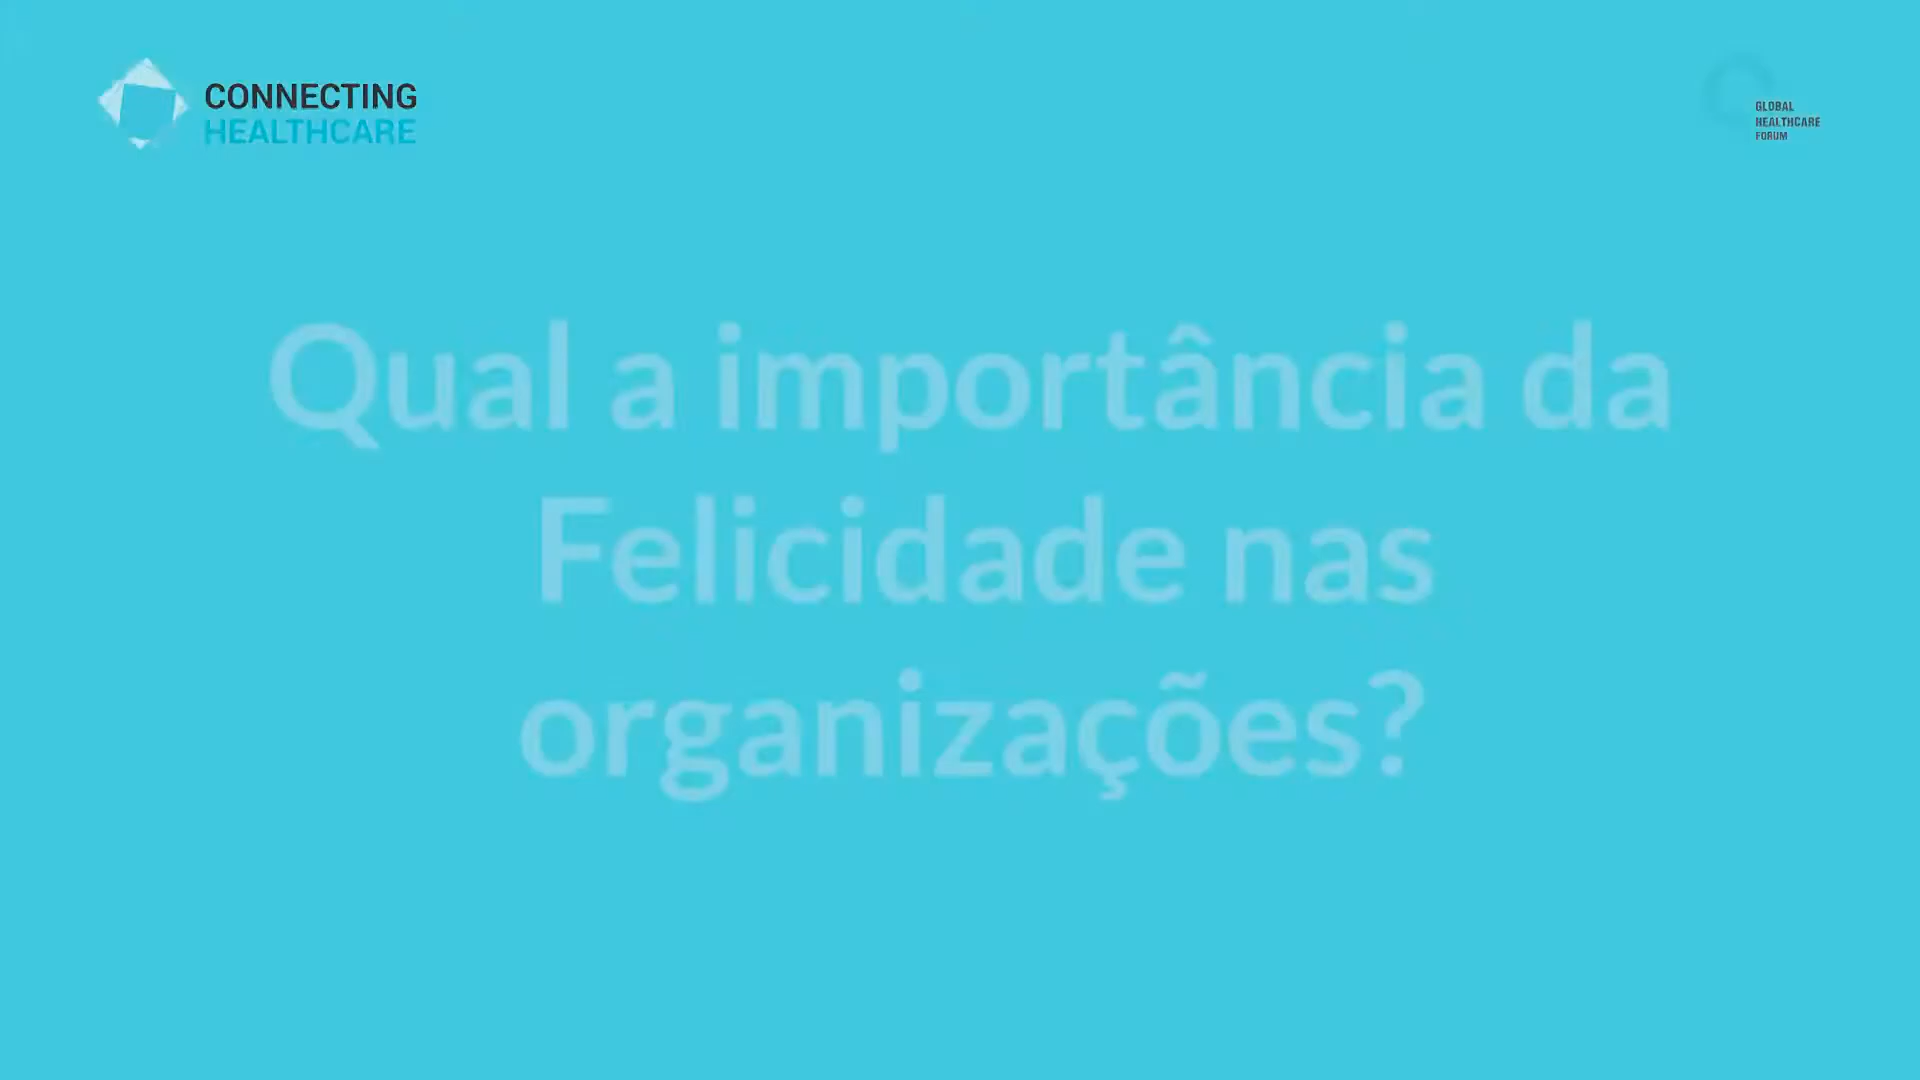 CONNECTING
HEALTHCARE
GLOBAL
HEALTHCARE
FORUM
Qual a importância da
Felicidade nas
organizações?